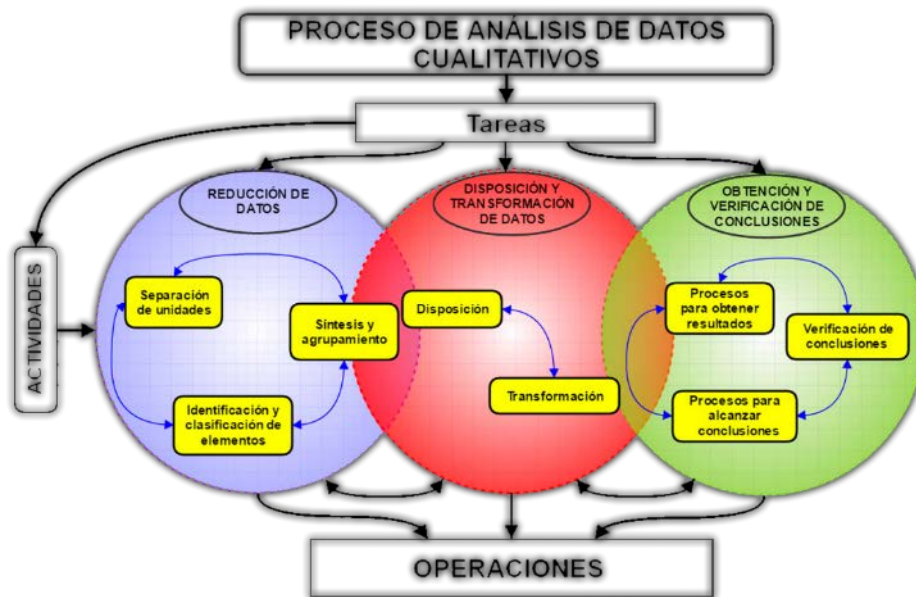 PROCESO DE ANÁLISIS DE DATOS
CUALITATIVOS
Tareas
REDUCCIÓN DE
DATOS
DISPOSICIÓN Y
TRANSFORMACIÓN
DE DATOS
OBTENCIÓN Y
VERIFICACIÓN DE
CONCLUSIONES
ACTIVIDADES
Separación
de unidades
Síntesis y
agrupamiento
Identificación y
clasificación de
elementos
Disposición
Transformación
Procesos
para obtener
resultados
Verificación de
conclusiones
Procesos para
alcanzar
conclusiones
OPERACIONES